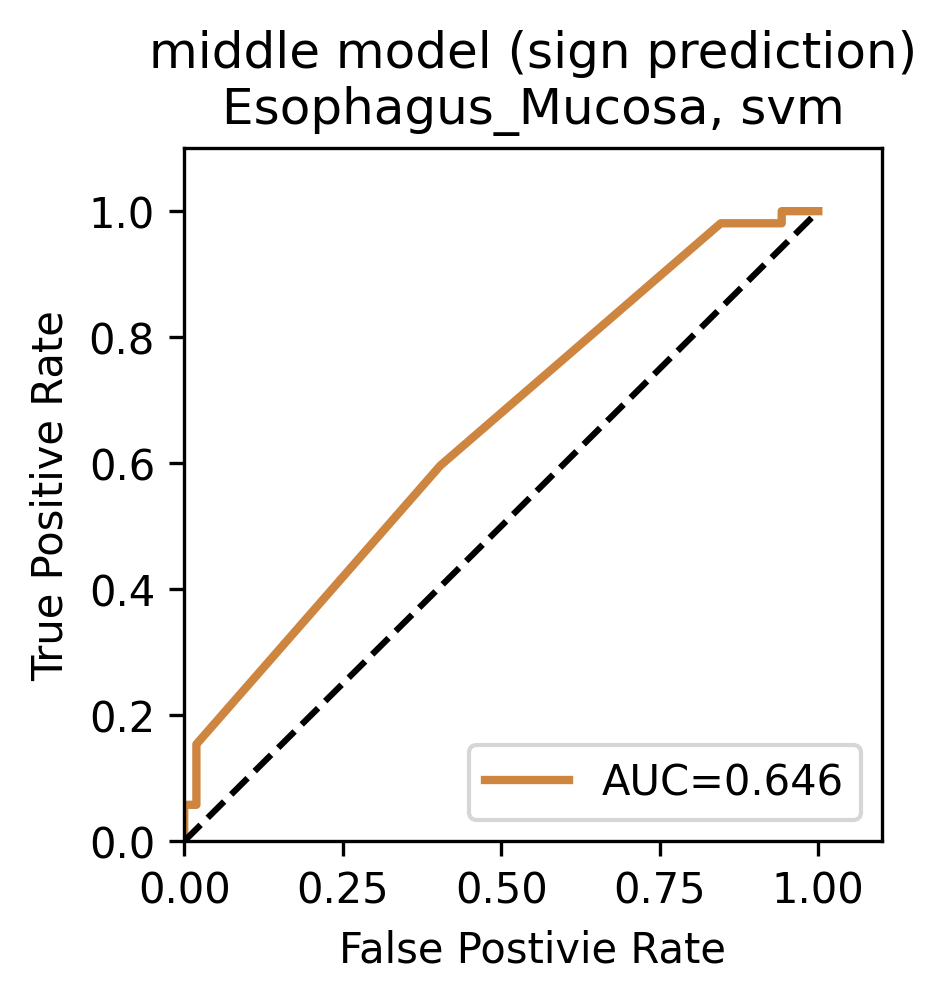 middle model (sign prediction)
Esophagus_Mucosa, svm
True Positive Rate
1.0
0.8
0.6
0.4
0.2
0.0
AUC=0.646
0.00 0.25 0.50 0.75 1.00
False Postivie Rate